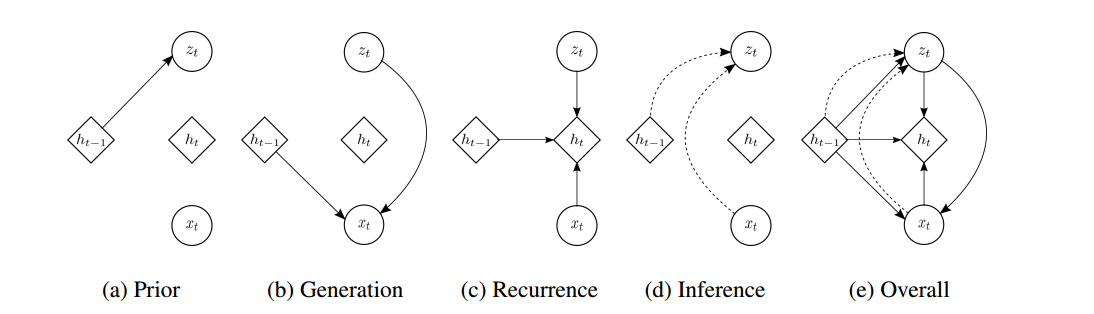 z_t z_t z_t z_t z_t
h_{t-1} h_t h_{t-1} h_t h_{t-1} h_t h_{t-1} h_t h_{t-1} h_t
x_t x_t x_t x_t x_t
(a) Prior (b) Generation (c) Recurrence (d) Inference (e) Overall